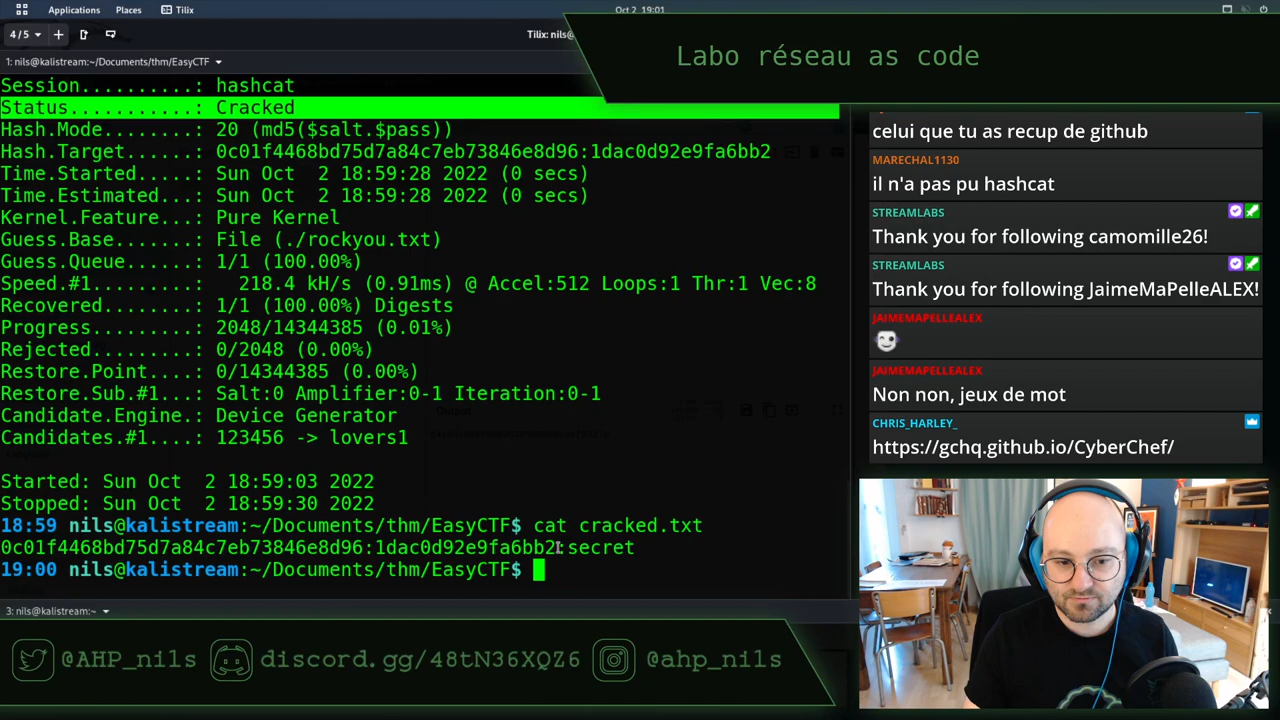 Applications Places Tilix
Oct 2 19:01
4/5
Tilix: nils@
1: nils@kalistream:~/Documents/thm/EasyCTF
Labo réseau as code
Session..........: hashcat
Status...........: Cracked
Hash.Mode........: 20 (md5($salt.$pass))
Hash.Target......: 0c01f4468bd75d7a84c7eb73846e8d96:1dac0d92e9fa6bb2
Time.Started.....: Sun Oct  2 18:59:28 2022 (0 secs)
Time.Estimated...: Sun Oct  2 18:59:28 2022 (0 secs)
Kernel.Feature...: Pure Kernel
Guess.Base.......: File (./rockyou.txt)
Guess.Queue......: 1/1 (100.00%)
Speed.#1.........:   218.4 kH/s (0.91ms) @ Accel:512 Loops:1 Thr:1 Vec:8
Recovered........: 1/1 (100.00%) Digests
Progress.........: 2048/14344385 (0.01%)
Rejected.........: 0/2048 (0.00%)
Restore.Point....: 0/14344385 (0.00%)
Restore.Sub.#1...: Salt:0 Amplifier:0-1 Iteration:0-1
Candidate.Engine.: Device Generator
Candidates.#1....: 123456 -> lovers1
Started: Sun Oct  2 18:59:03 2022
Stopped: Sun Oct  2 18:59:30 2022
18:59 nils@kalistream:~/Documents/thm/EasyCTF$ cat cracked.txt
0c01f4468bd75d7a84c7eb73846e8d96:1dac0d92e9fa6bb2:secret
19:00 nils@kalistream:~/Documents/thm/EasyCTF$
3: nils@kalistream:~
celui que tu as recup de github
MARECHAL1130
il n'a pas pu hashcat
STREAMLABS
Thank you for following camomille26!
STREAMLABS
Thank you for following JaimeMaPelleALEX!
JAIMEMAPELLEALEX
JAIMEMAPELLEALEX
Non non, jeux de mot
CHRIS_HARLEY_
https://gchq.github.io/CyberChef/
@AHP_nils
discord.gg/48tN36XQZ6
@ahp_nils